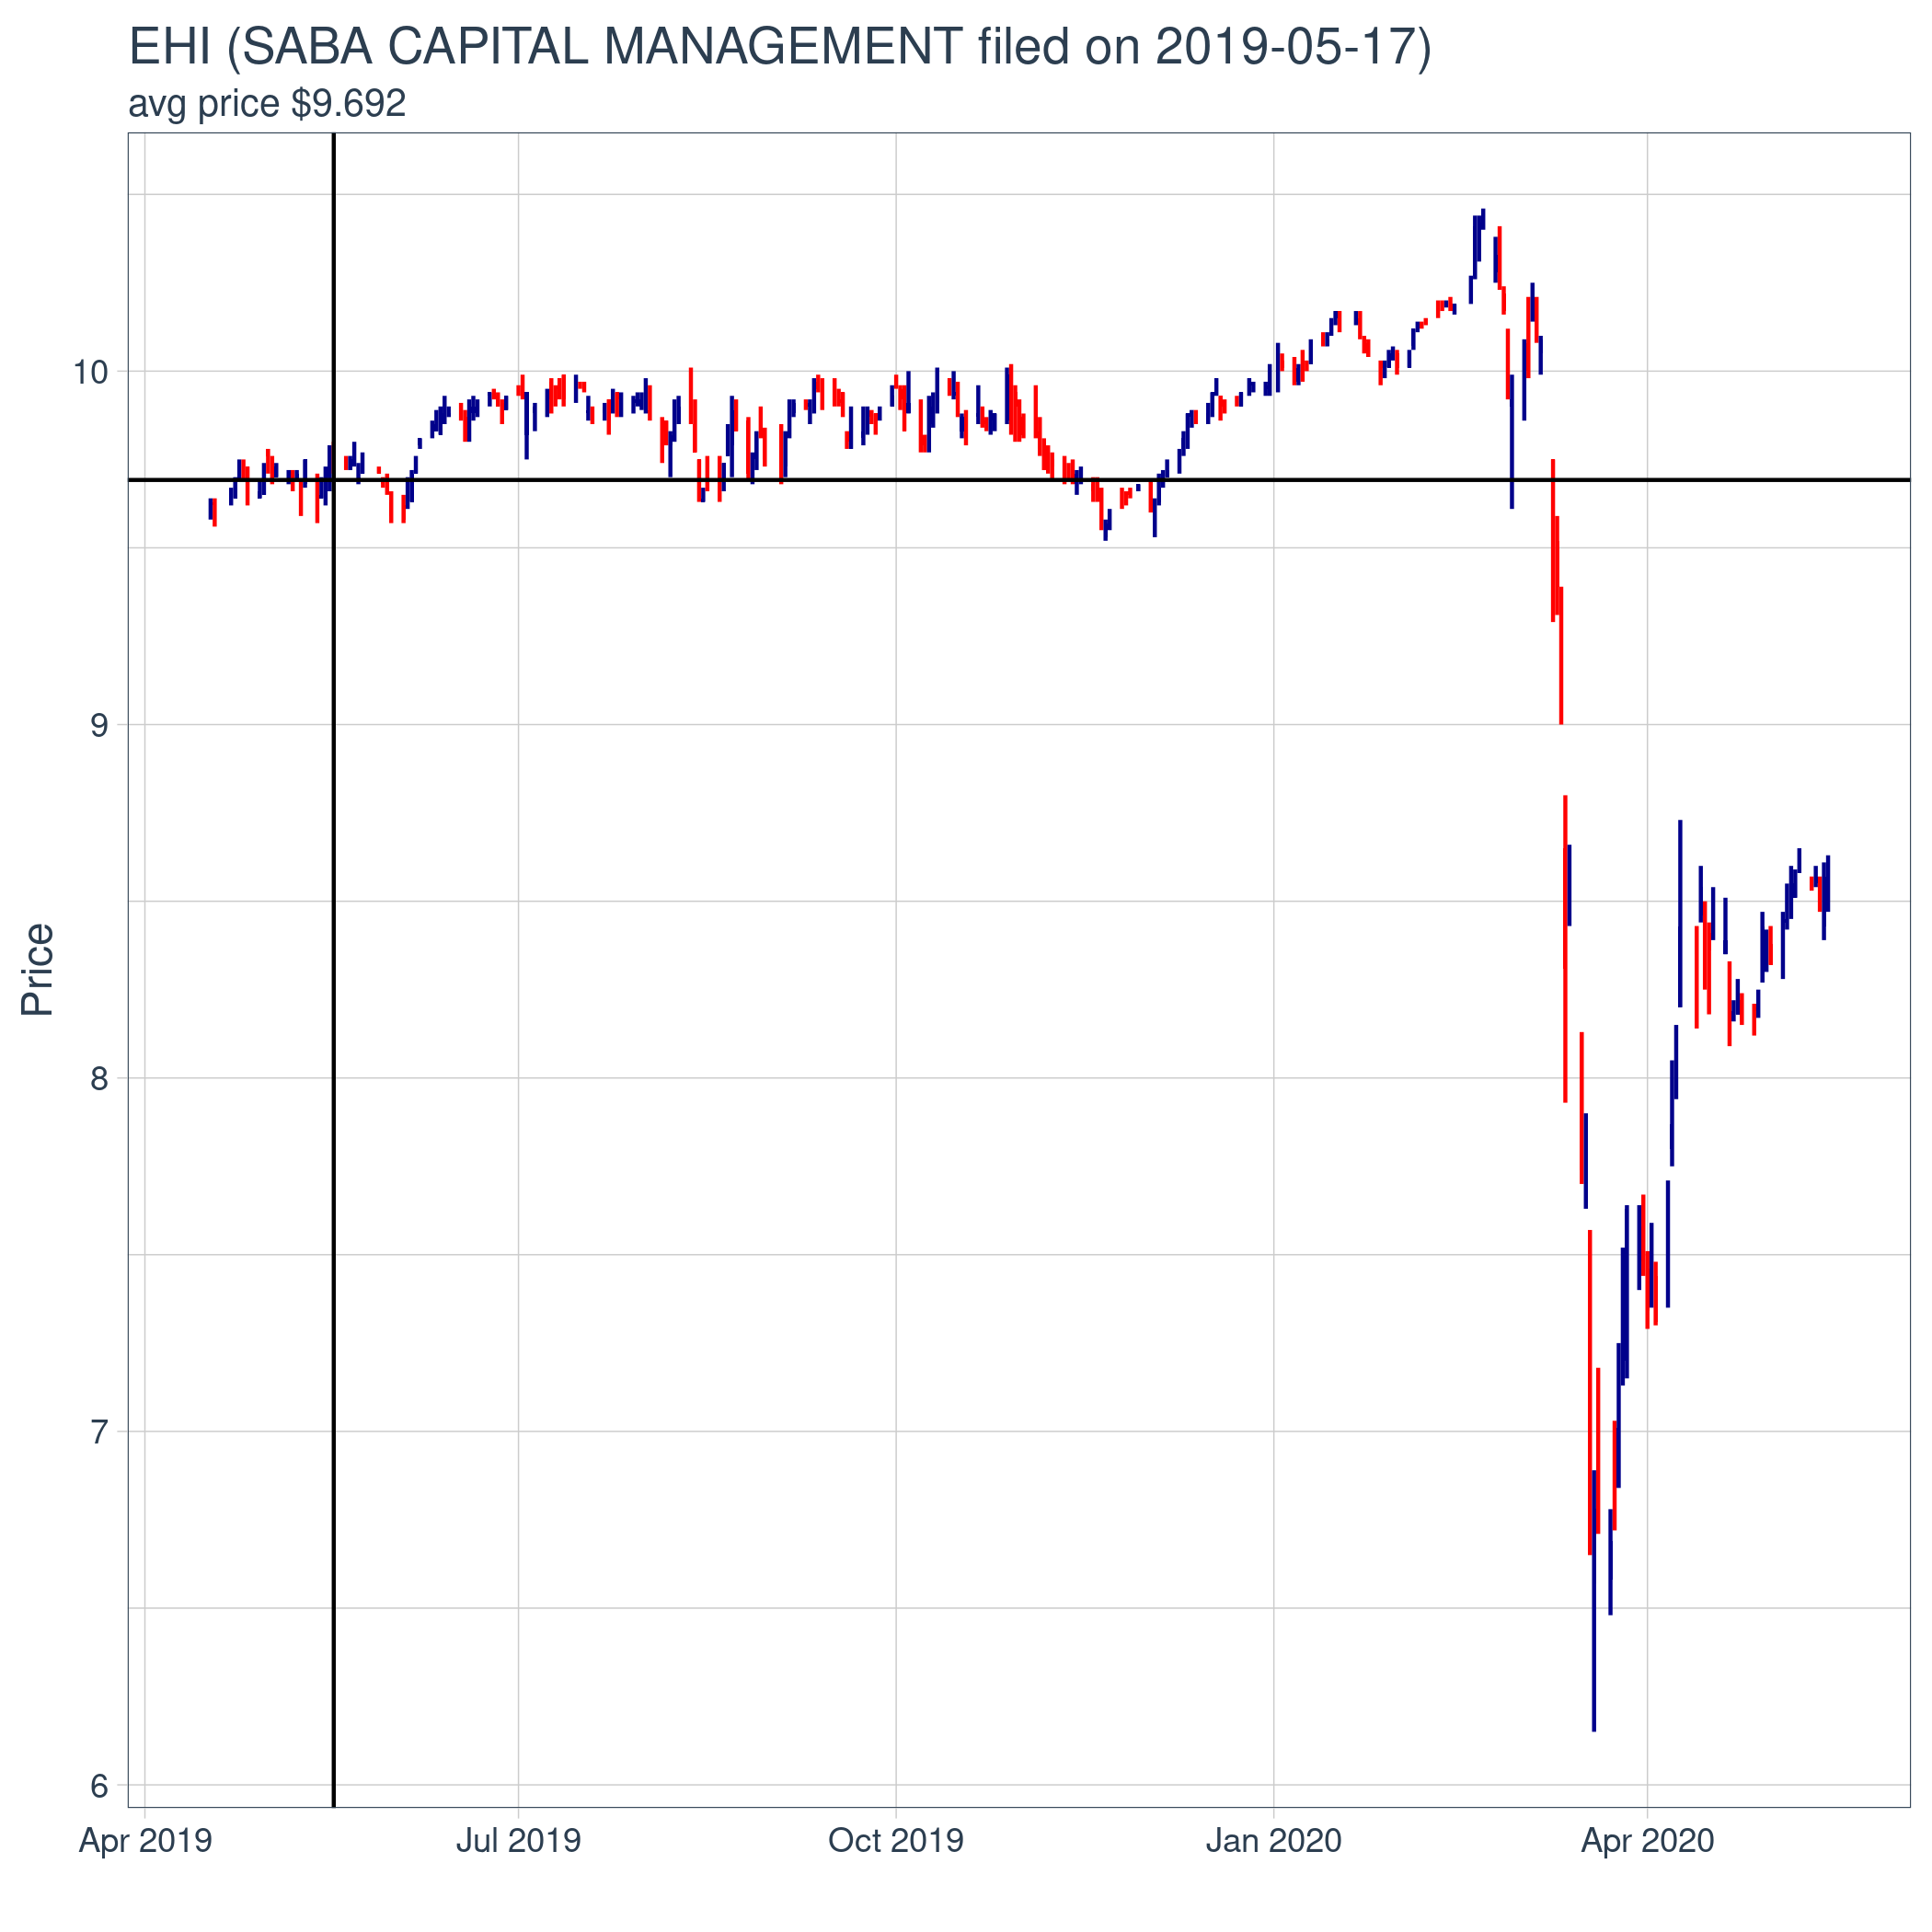 EHI (SABA CAPITAL MANAGEMENT filed on 2019-05-17)
avg price $9.692
10
9
8
7
6
Price
Apr 2019
Jul 2019
Oct 2019
Jan 2020
Apr 2020